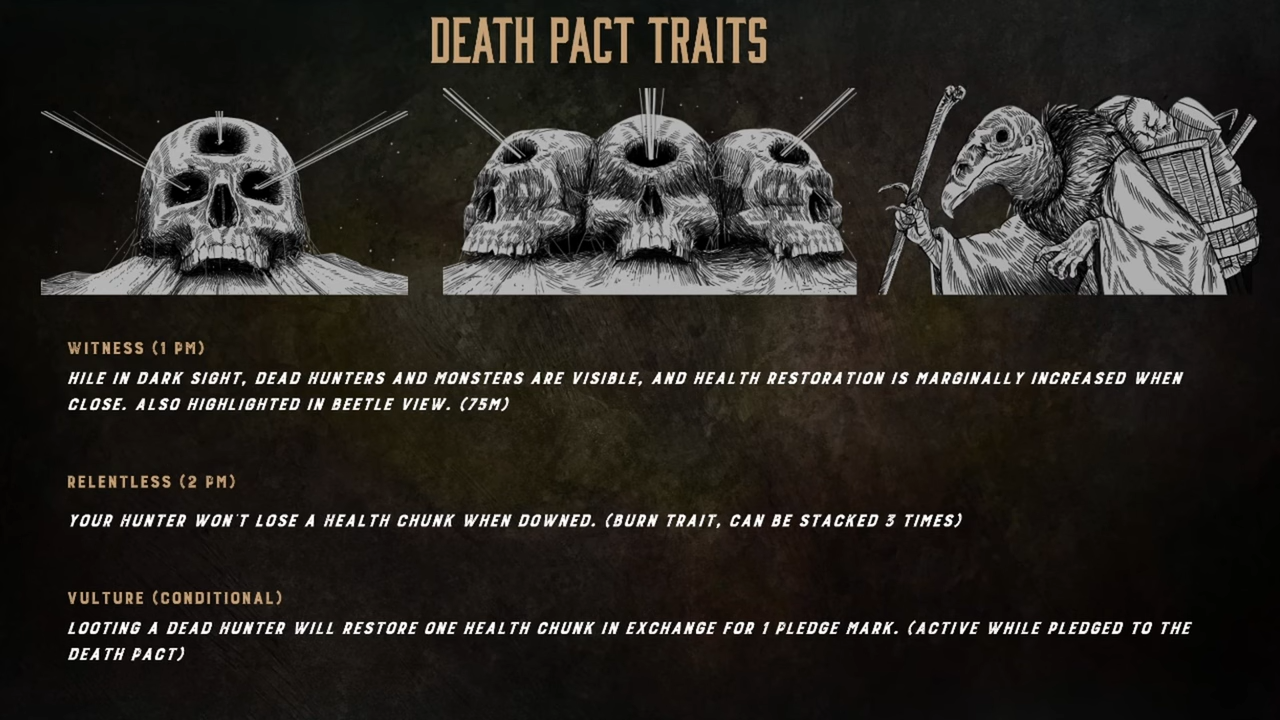 DEATH PACT TRAITS
WITNESS (1 PM)
HILE IN DARK SIGHT, DEAD HUNTERS AND MONSTERS ARE VISIBLE, AND HEALTH RESTORATION IS MARGINALLY INCREASED WHEN
CLOSE. ALSO HIGHLIGHTED IN BEETLE VIEW. (75M)
RELENTLESS (2 PM)
YOUR HUNTER WON'T LOSE A HEALTH CHUNK WHEN DOWNED. (BURN TRAIT, CAN BE STACKED 3 TIMES)
VULTURE (CONDITIONAL)
LOOTING A DEAD HUNTER WILL RESTORE ONE HEALTH CHUNK IN EXCHANGE FOR 1 PLEDGE MARK. (ACTIVE WHILE PLEDGED TO THE
DEATH PACT)